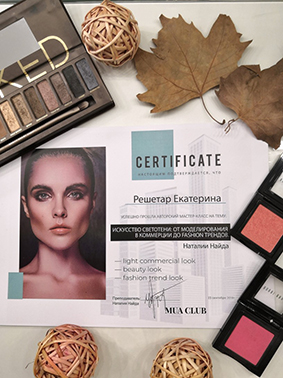 KED
CERTIFICATE
НАСТОЯЩИМ ПОДТВЕРЖДАЕТСЯ, ЧТО
Решетар Екатерина
УСПЕШНО ПРОШЛА АВТОРСКИЙ МАСТЕР-КЛАСС НА ТЕМУ
ИСКУССТВО СВЕТОТЕНИ: ОТ МОДЕЛИРОВАНИЯ
В КОММЕРЦИИ ДО FASHION ТРЕНДОВ
Наталии Найда
— light commercial look
— beauty look
— fashion trend look
Преподаватель
Наталия Найда
MUA CLUB